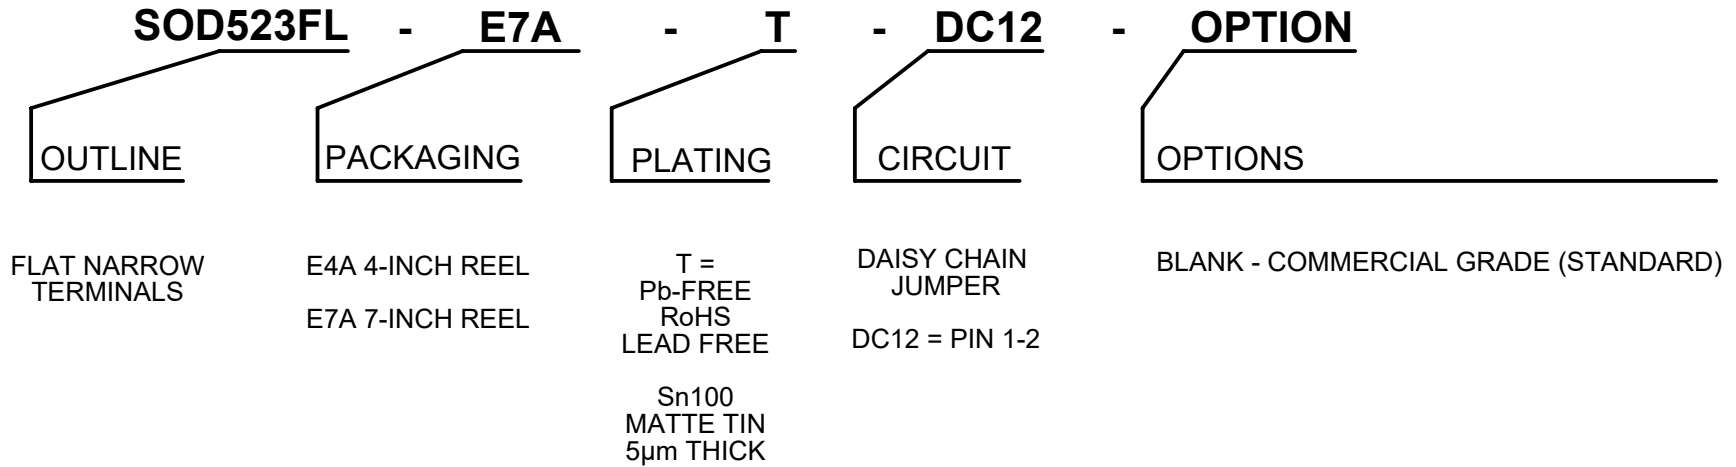 SOD523FL - E7A - T - DC12 - OPTION
OUTLINE
PACKAGING
PLATING
CIRCUIT
OPTIONS
FLAT NARROW
TERMINALS
E4A 4-INCH REEL
E7A 7-INCH REEL
T =
Pb-FREE
RoHS
LEAD FREE
Sn100
MATTE TIN
5µm THICK
DAISY CHAIN
JUMPER
DC12 = PIN 1-2
BLANK - COMMERCIAL GRADE (STANDARD)